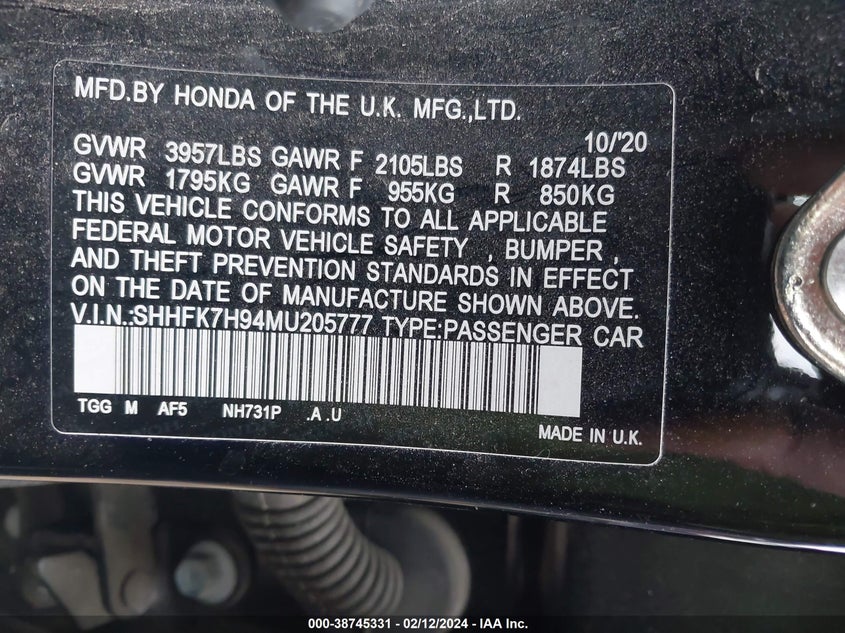 MFD.BY HONDA OF THE U.K. MFG.,LTD.
10/'20
GVWR 3957LBS GAWR F 2105LBS R 1874LBS
GVWR 1795KG GAWR F 955KG R 850KG
THIS VEHICLE CONFORMS TO ALL APPLICABLE
FEDERAL MOTOR VEHICLE SAFETY , BUMPER ,
AND THEFT PREVENTION STANDARDS IN EFFECT
ON THE DATE OF MANUFACTURE SHOWN ABOVE.
V.I.N.:SHHFK7H94MU205777 TYPE:PASSENGER CAR
TGG M AF5 NH731P .A .U
MADE IN U.K.
000-38745331 — 02/12/2024 — IAA Inc.